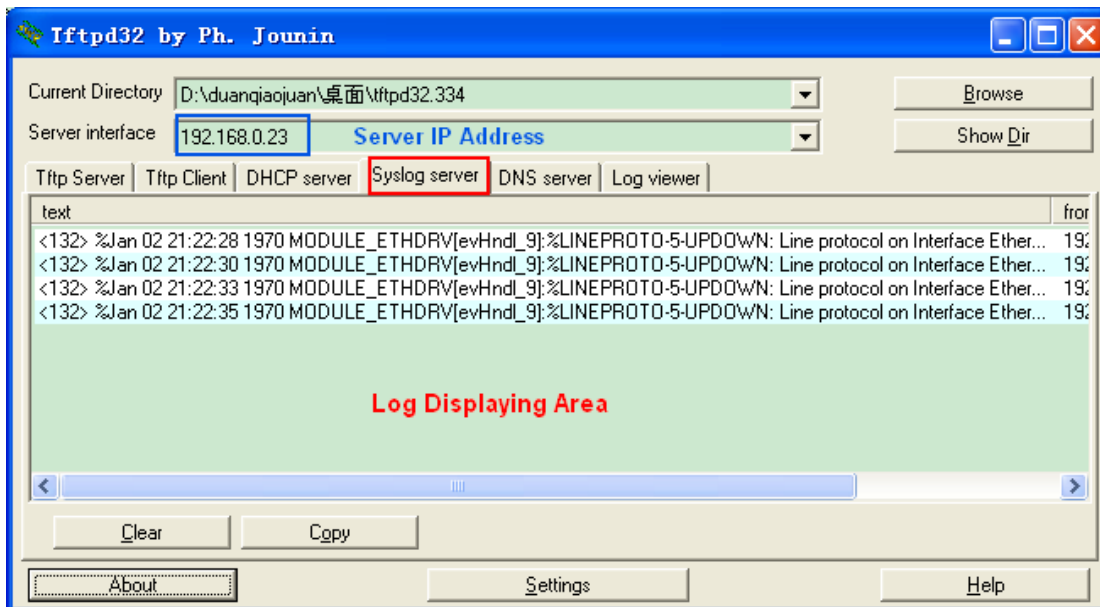 Tftpd32 by Ph. Jounin
Current Directory D:\duanqiaojuan\桌面\tftpd32.334 Browse
Server interface 192.168.0.23 Server IP Address Show Dir
Tftp Server Tftp Client DHCP server Syslog server DNS server Log viewer
text fror
<132> %Jan 02 21:22:28 1970 MODULE_ETHDRV[evHndl_9]:%LINEPROTO-5-UPDOWN: Line protocol on Interface Ether... 192
<132> %Jan 02 21:22:30 1970 MODULE_ETHDRV[evHndl_9]:%LINEPROTO-5-UPDOWN: Line protocol on Interface Ether... 192
<132> %Jan 02 21:22:33 1970 MODULE_ETHDRV[evHndl_9]:%LINEPROTO-5-UPDOWN: Line protocol on Interface Ether... 192
<132> %Jan 02 21:22:35 1970 MODULE_ETHDRV[evHndl_9]:%LINEPROTO-5-UPDOWN: Line protocol on Interface Ether... 192
Log Displaying Area
Clear Copy
About Settings Help